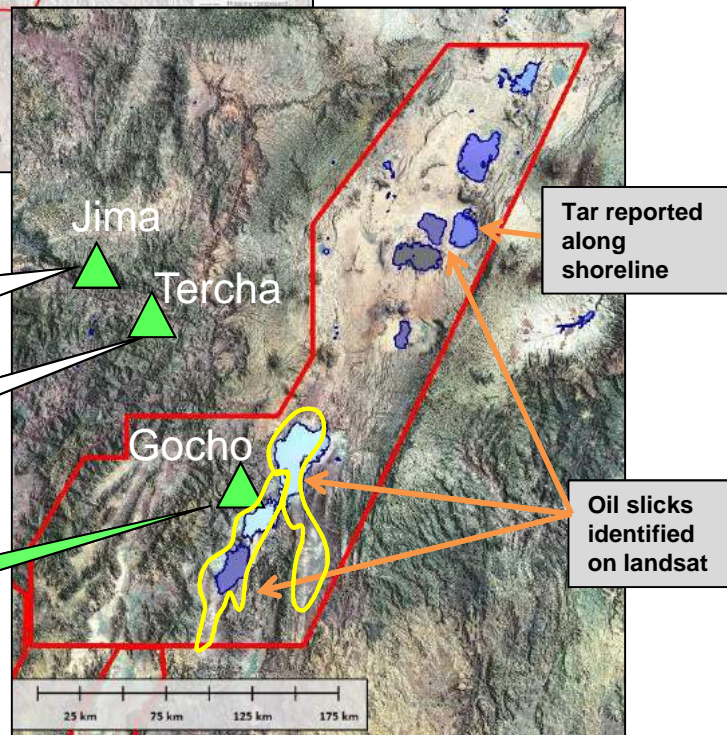 Jima
Tercha
Gocho
Tar reported
along
shoreline
Oil slicks
identified
on landsat
25 km 75 km 125 km 175 km